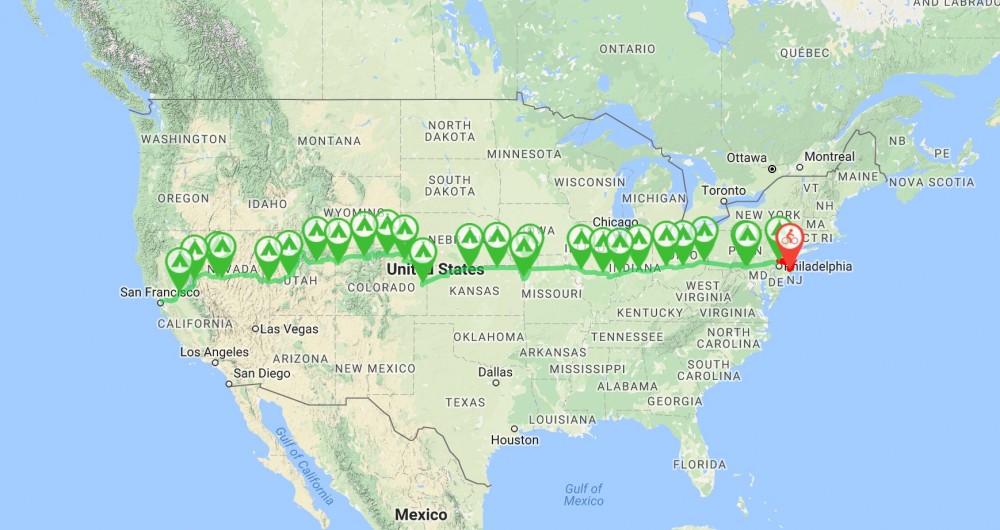 AND LABRADOR
ONTARIO
QUÉBEC
WASHINGTON
MONTANA
NORTH
DAKOTA
MINNESOTA
Ottawa
Montreal
NB
PE
MAINE
NOVA SCOTIA
OREGON
IDAHO
SOUTH
DAKOTA
WISCONSIN
MICHIGAN
Toronto
VT
NH
WYOMING
Chicago
NEW YORK
MA
CT RI
NEVADA
UTAH
United States
COLORADO
KANSAS
MISSOURI
INDIANA
Philadelphia
MD
DE
NJ
WEST
VIRGINIA
San Francisco
CALIFORNIA
KENTUCKY
VIRGINIA
Las Vegas
OKLAHOMA
TENNESSEE
NORTH
CAROLINA
Los Angeles
ARIZONA
NEW MEXICO
ARKANSAS
MISSISSIPPI
SOUTH
CAROLINA
San Diego
Dallas
ALABAMA
GEORGIA
TEXAS
LOUISIANA
Houston
Gulf of California
FLORIDA
Gulf of
Mexico
Mexico